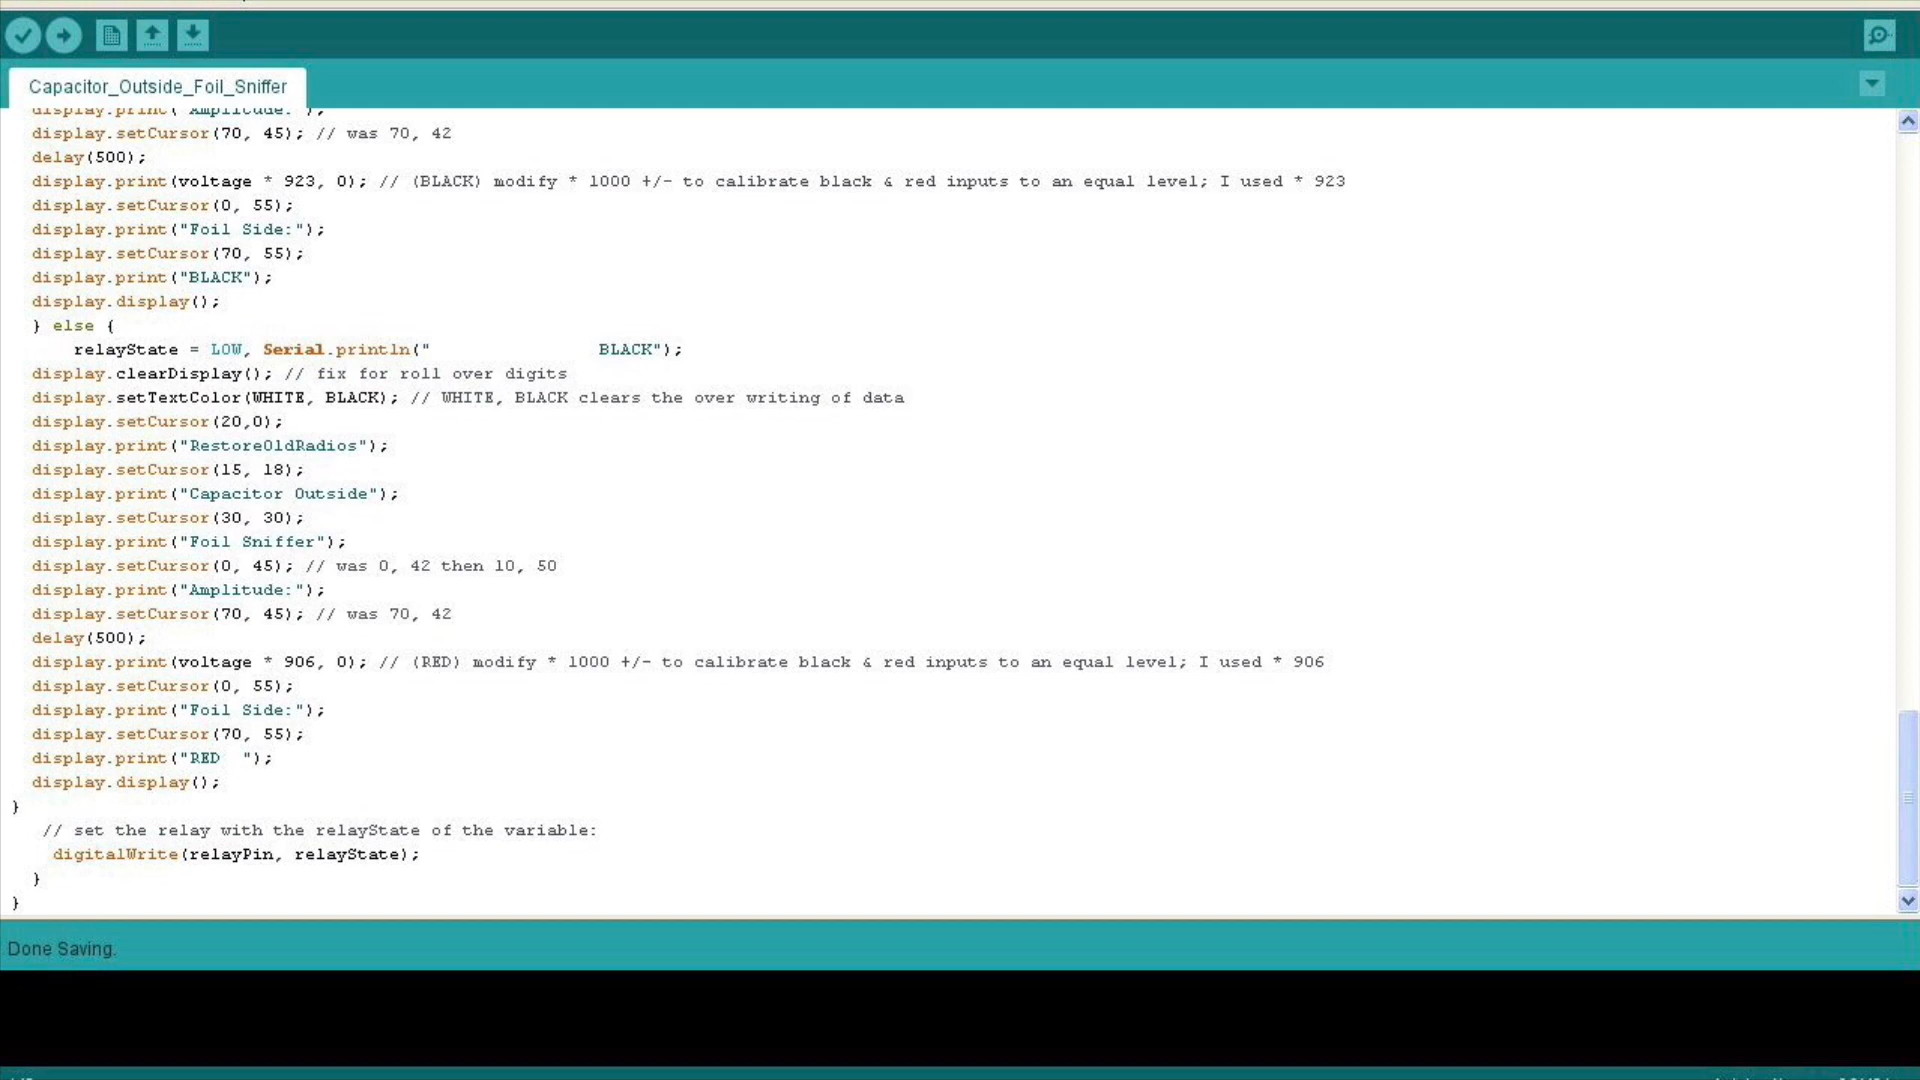 Capacitor_Outside_Foil_Sniffer
display.print("Amplitude:");
display.setCursor(70, 45); // was 70, 42
delay(500);
display.print(voltage * 923, 0); // (BLACK) modify * 1000 +/- to calibrate black & red inputs to an equal level; I used * 923
display.setCursor(0, 55);
display.print("Foil Side:");
display.setCursor(70, 55);
display.print("BLACK");
display.display();
} else {
relayState = LOW, Serial.println("                BLACK");
display.clearDisplay(); // fix for roll over digits
display.setTextColor(WHITE, BLACK); // WHITE, BLACK clears the over writing of data
display.setCursor(20,0);
display.print("RestoreOldRadios");
display.setCursor(15, 18);
display.print("Capacitor Outside");
display.setCursor(30, 30);
display.print("Foil Sniffer");
display.setCursor(0, 45); // was 0, 42 then 10, 50
display.print("Amplitude:");
display.setCursor(70, 45); // was 70, 42
delay(500);
display.print(voltage * 906, 0); // (RED) modify * 1000 +/- to calibrate black & red inputs to an equal level; I used * 906
display.setCursor(0, 55);
display.print("Foil Side:");
display.setCursor(70, 55);
display.print("RED  ");
display.display();
}
// set the relay with the relayState of the variable:
digitalWrite(relayPin, relayState);
}
}
Done Saving.